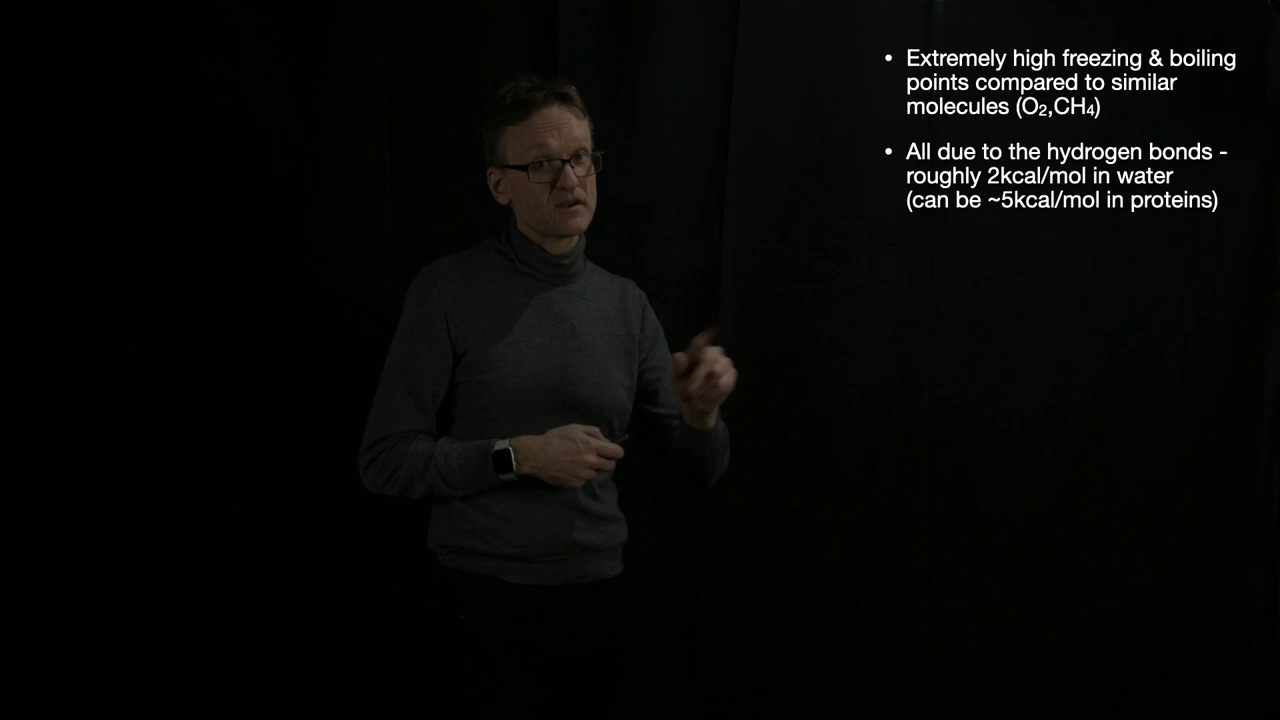 • Extremely high freezing & boiling
points compared to similar
molecules (O₂,CH₄)
• All due to the hydrogen bonds -
roughly 2kcal/mol in water
(can be ~5kcal/mol in proteins)